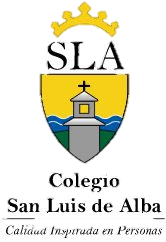 SLA
Colegio
San Luis de Alba
Calidad Inspirada en Personas